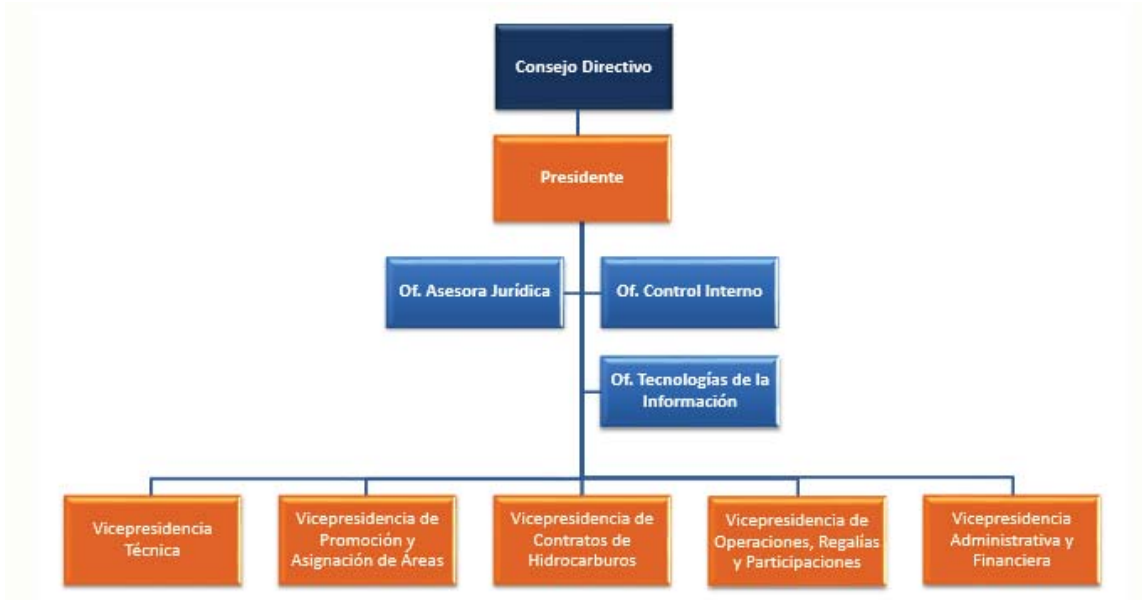 Consejo Directivo
Presidente
Of. Asesora Jurídica
Of. Control Interno
Of. Tecnologías de la
Información
Vicepresidencia
Técnica
Vicepresidencia de
Promoción y
Asignación de Áreas
Vicepresidencia de
Contratos de
Hidrocarburos
Vicepresidencia de
Operaciones, Regalías
y Participaciones
Vicepresidencia
Administrativa y
Financiera